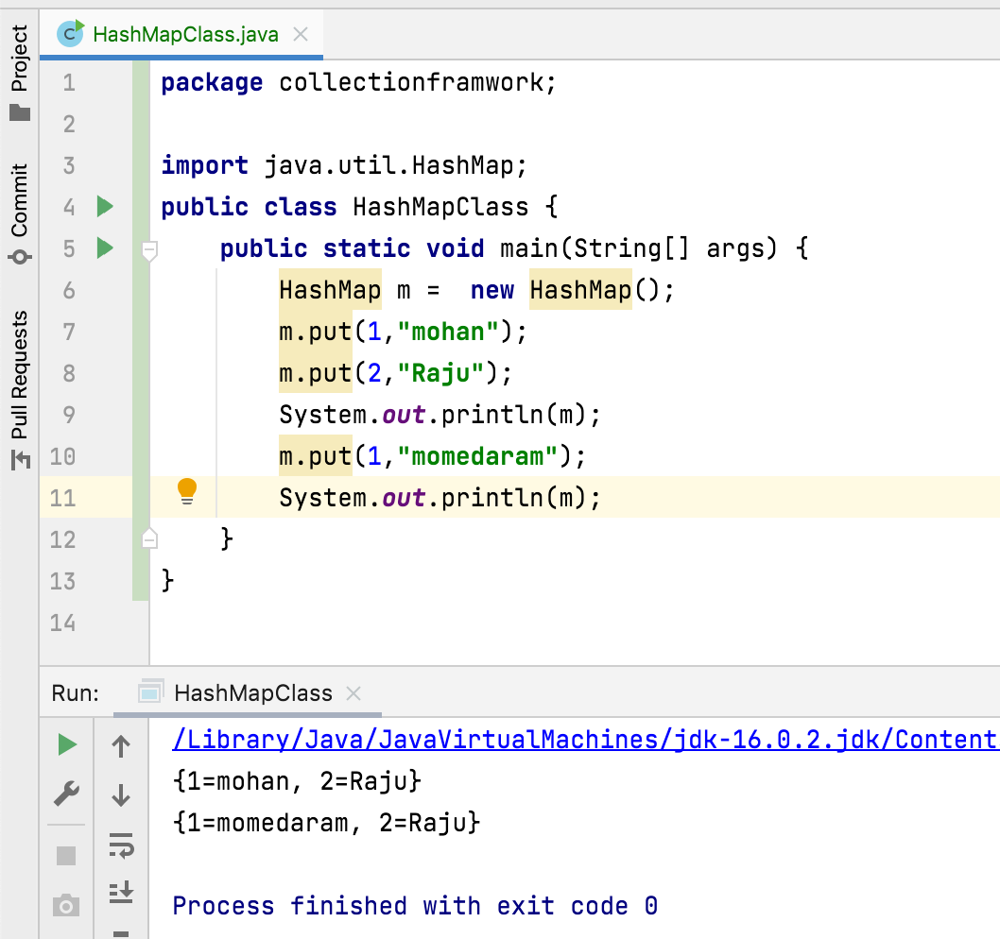 HashMapClass.java
Project
Commit
Pull Requests
1 package collectionframwork;
2
3 import java.util.HashMap;
4 public class HashMapClass {
5 public static void main(String[] args) {
6 HashMap m =  new HashMap();
7 m.put(1,"mohan");
8 m.put(2,"Raju");
9 System.out.println(m);
10 m.put(1,"momedaram");
11 System.out.println(m);
12 }
13 }
14
Run: HashMapClass
/Library/Java/JavaVirtualMachines/jdk-16.0.2.jdk/Content
{1=mohan, 2=Raju}
{1=momedaram, 2=Raju}
Process finished with exit code 0